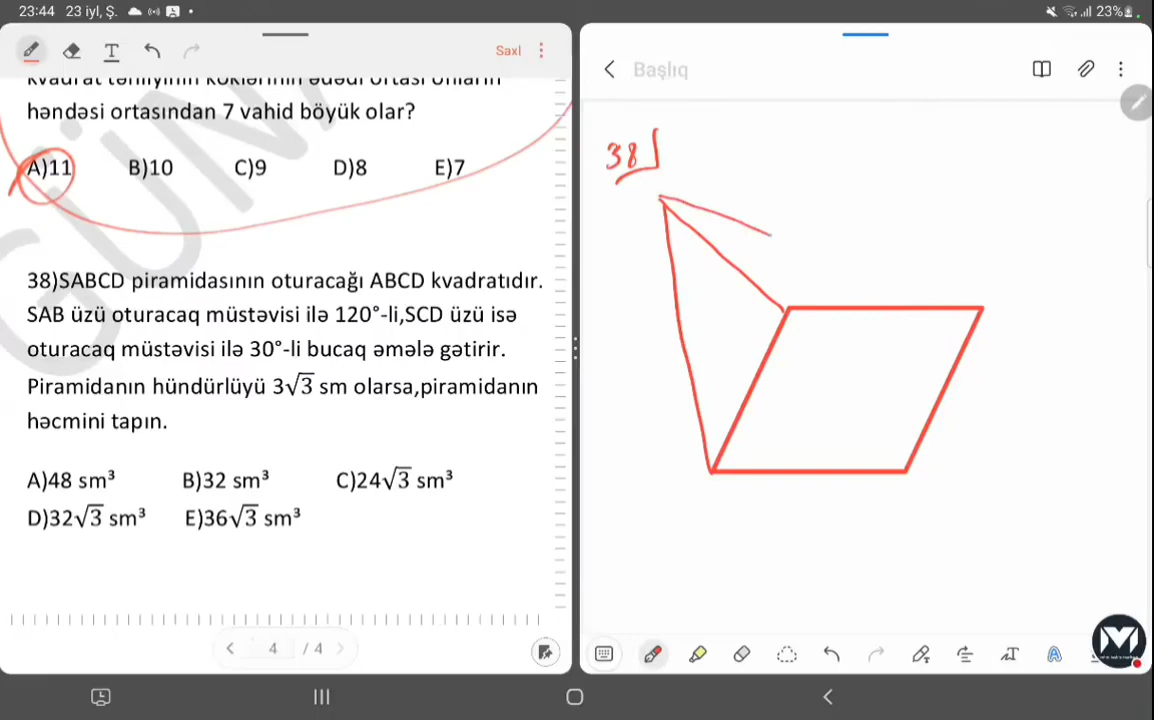 23:44 23 iyl, Ş.
23%
Saxl
Başlıq
həndəsi ortasından 7 vahid böyük olar?
A)11 B)10 C)9 D)8 E)7
38)SABCD piramidasının oturacağı ABCD kvadratıdır.
SAB üzü oturacaq müstəvisi ilə 120°-li,SCD üzü isə
oturacaq müstəvisi ilə 30°-li bucaq əmələ gətirir.
Piramidanın hündürlüyü 3√3 sm olarsa,piramidanın
həcmini tapın.
A)48 sm³ B)32 sm³ C)24√3 sm³
D)32√3 sm³ E)36√3 sm³
4 / 4
38
GÜN